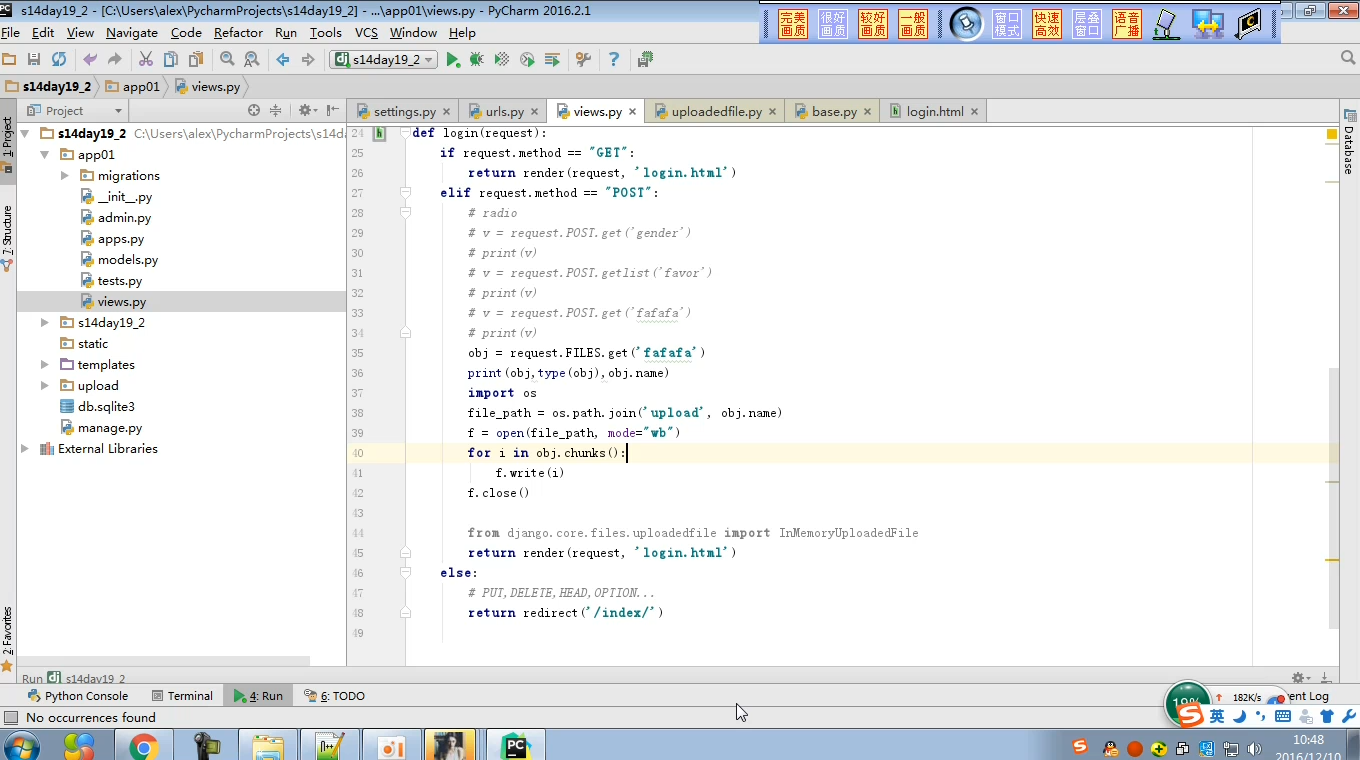 s14day19_2 - [C:\Users\alex\PycharmProjects\s14day19_2] - ...\app01\views.py - PyCharm 2016.2.1
完美画质 很好画质 较好画质 一般画质 窗口模式 快速高效 层叠窗口 语音广播
File Edit View Navigate Code Refactor Run Tools VCS Window Help
s14day19_2
s14day19_2 app01 views.py
Project
settings.py urls.py views.py uploadedfile.py base.py login.html
1: Project
7: Structure
2: Favorites
Database
s14day19_2 C:\Users\alex\PycharmProjects\s14d
app01
migrations
__init__.py
admin.py
apps.py
models.py
tests.py
views.py
s14day19_2
static
templates
upload
db.sqlite3
manage.py
External Libraries
24 def login(request):
25 if request.method == "GET":
26 return render(request, 'login.html')
27 elif request.method == "POST":
28 # radio
29 # v = request.POST.get('gender')
30 # print(v)
31 # v = request.POST.getlist('favor')
32 # print(v)
33 # v = request.POST.get('fafafa')
34 # print(v)
35 obj = request.FILES.get('fafafa')
36 print(obj,type(obj),obj.name)
37 import os
38 file_path = os.path.join('upload', obj.name)
39 f = open(file_path, mode="wb")
40 for i in obj.chunks():
41 f.write(i)
42 f.close()
43
44 from django.core.files.uploadedfile import InMemoryUploadedFile
45 return render(request, 'login.html')
46 else:
47 # PUT,DELETE,HEAD,OPTION...
48 return redirect('/index/')
49
Run s14day19_2
Python Console Terminal 4: Run 6: TODO
19% 182K/s ent Log
No occurrences found
英
10:48
2016/12/10